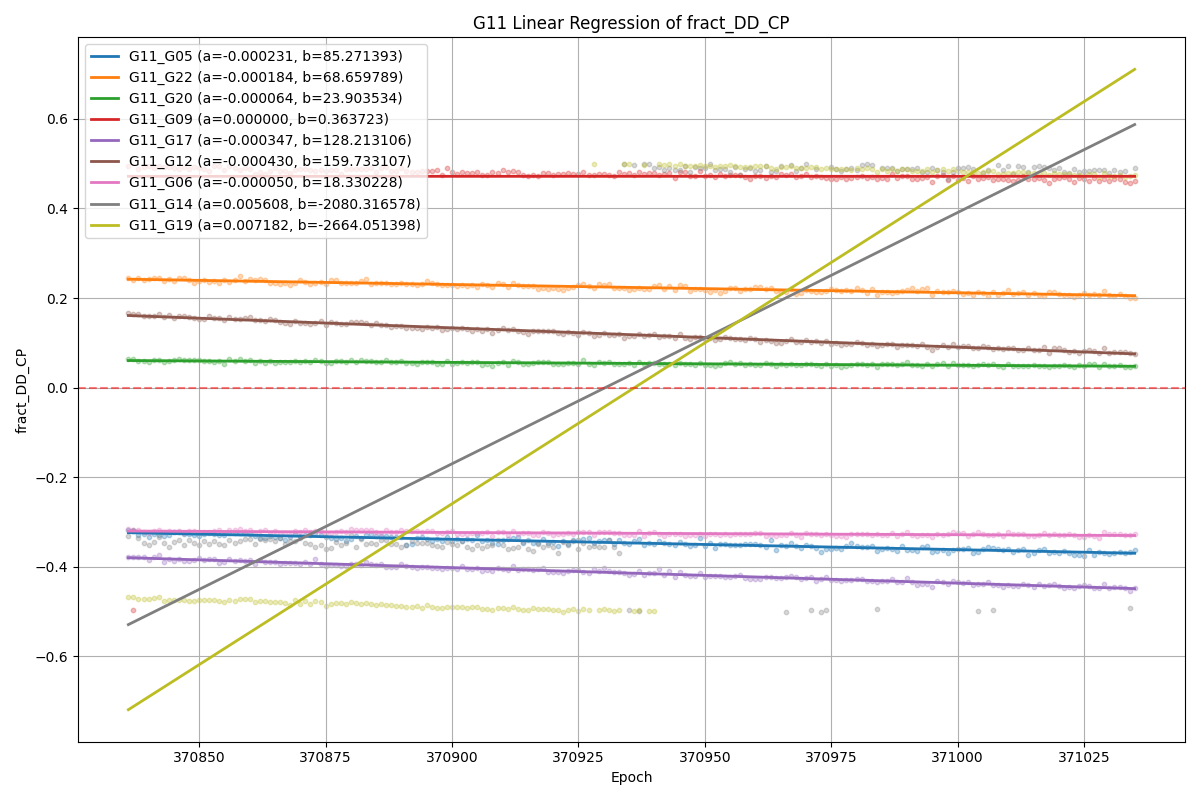 G11 Linear Regression of fract_DD_CP
G11_G05 (a=-0.000231, b=85.271393)
G11_G22 (a=-0.000184, b=68.659789)
G11_G20 (a=-0.000064, b=23.903534)
G11_G09 (a=0.000000, b=0.363723)
G11_G17 (a=-0.000347, b=128.213106)
G11_G12 (a=-0.000430, b=159.733107)
G11_G06 (a=-0.000050, b=18.330228)
G11_G14 (a=0.005608, b=-2080.316578)
G11_G19 (a=0.007182, b=-2664.051398)
fract_DD_CP
0.6
0.4
0.2
0.0
−0.2
−0.4
−0.6
370850 370875 370900 370925 370950 370975 371000 371025
Epoch